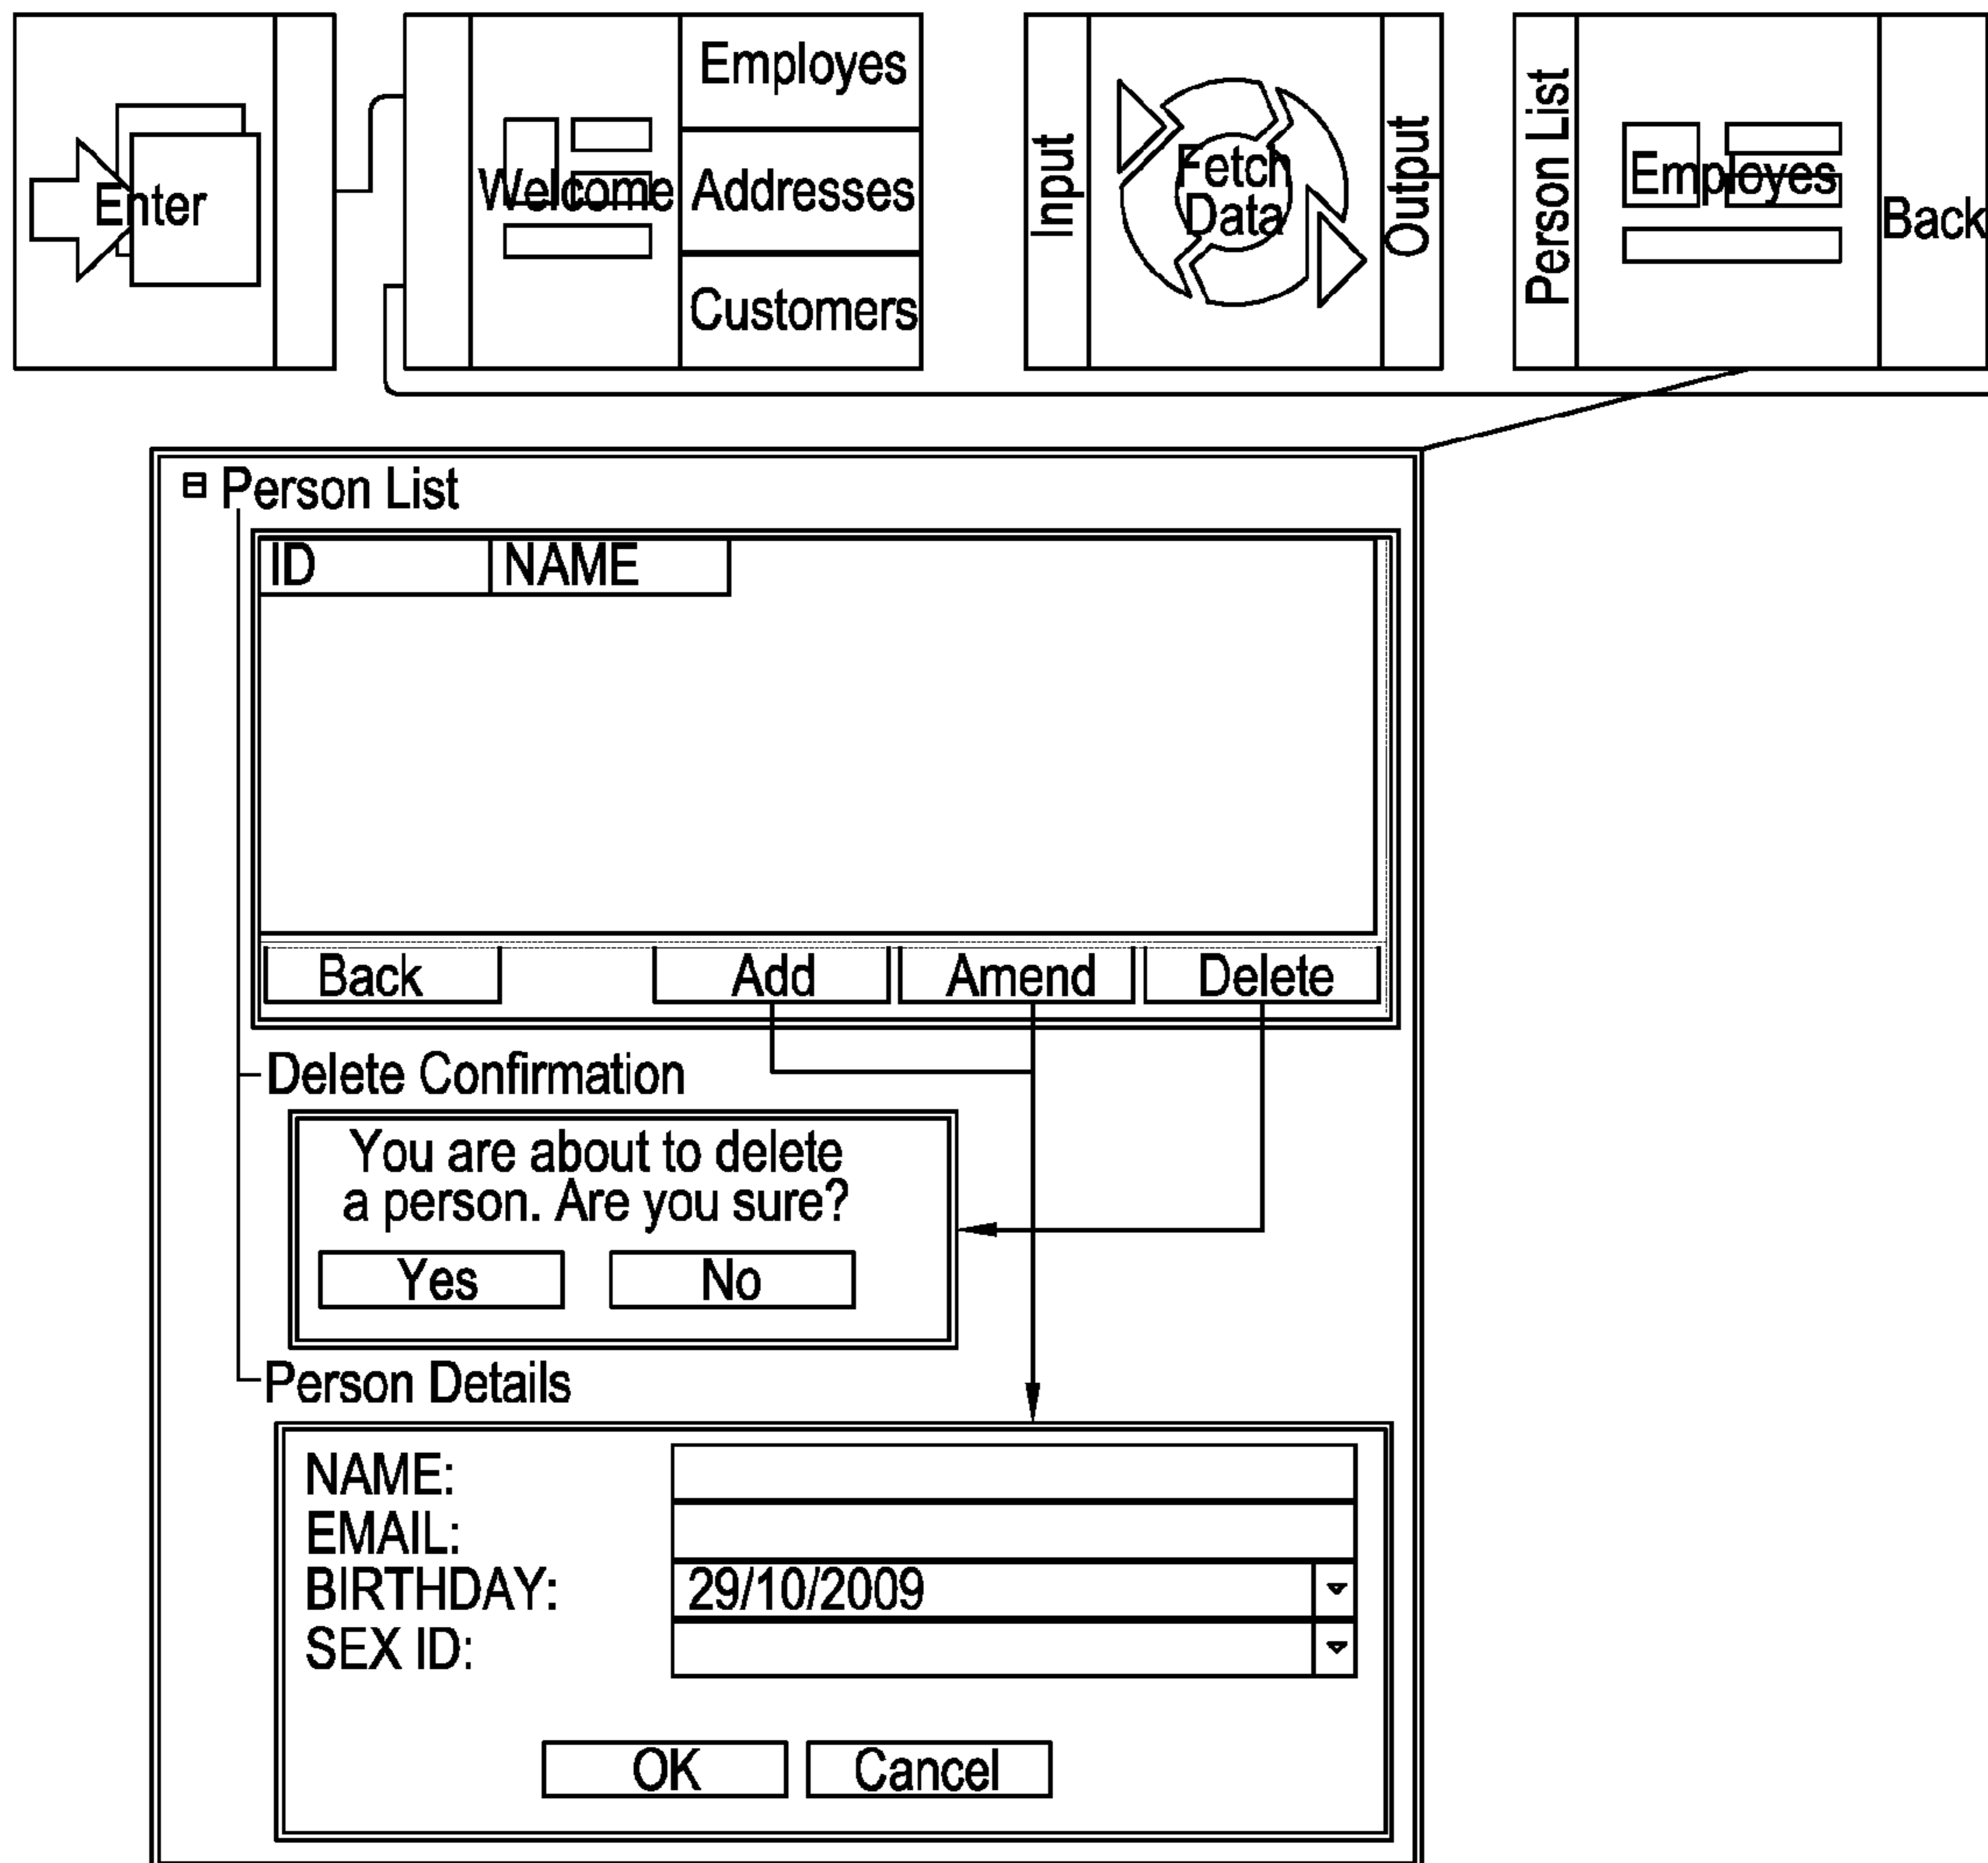 Enter
Welcome
Employes
Addresses
Customers
Input
Fetch
Data
Output
Person List
Employes
Back
Person List
ID NAME
Back Add Amend Delete
Delete Confirmation
You are about to delete
a person. Are you sure?
Yes No
Person Details
NAME:
EMAIL:
BIRTHDAY: 29/10/2009
SEX ID:
OK Cancel